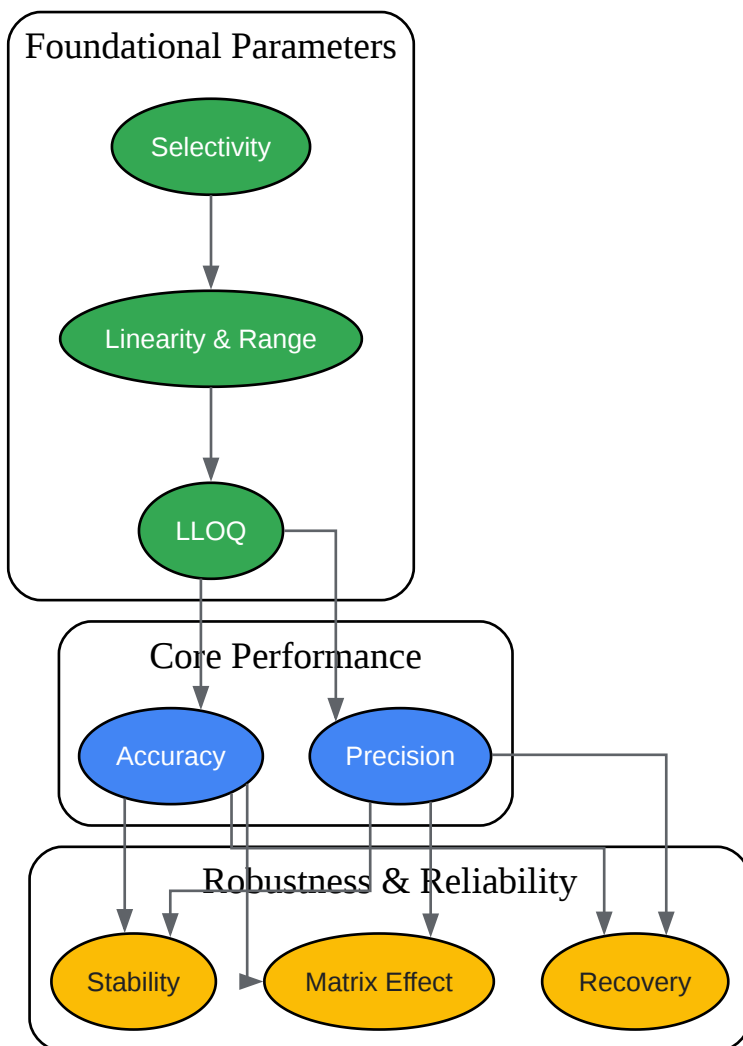 Foundational Parameters
Selectivity
Linearity & Range
LLOQ
Core Performance
Accuracy
Precision
Robustness & Reliability
Stability
Matrix Effect
Recovery